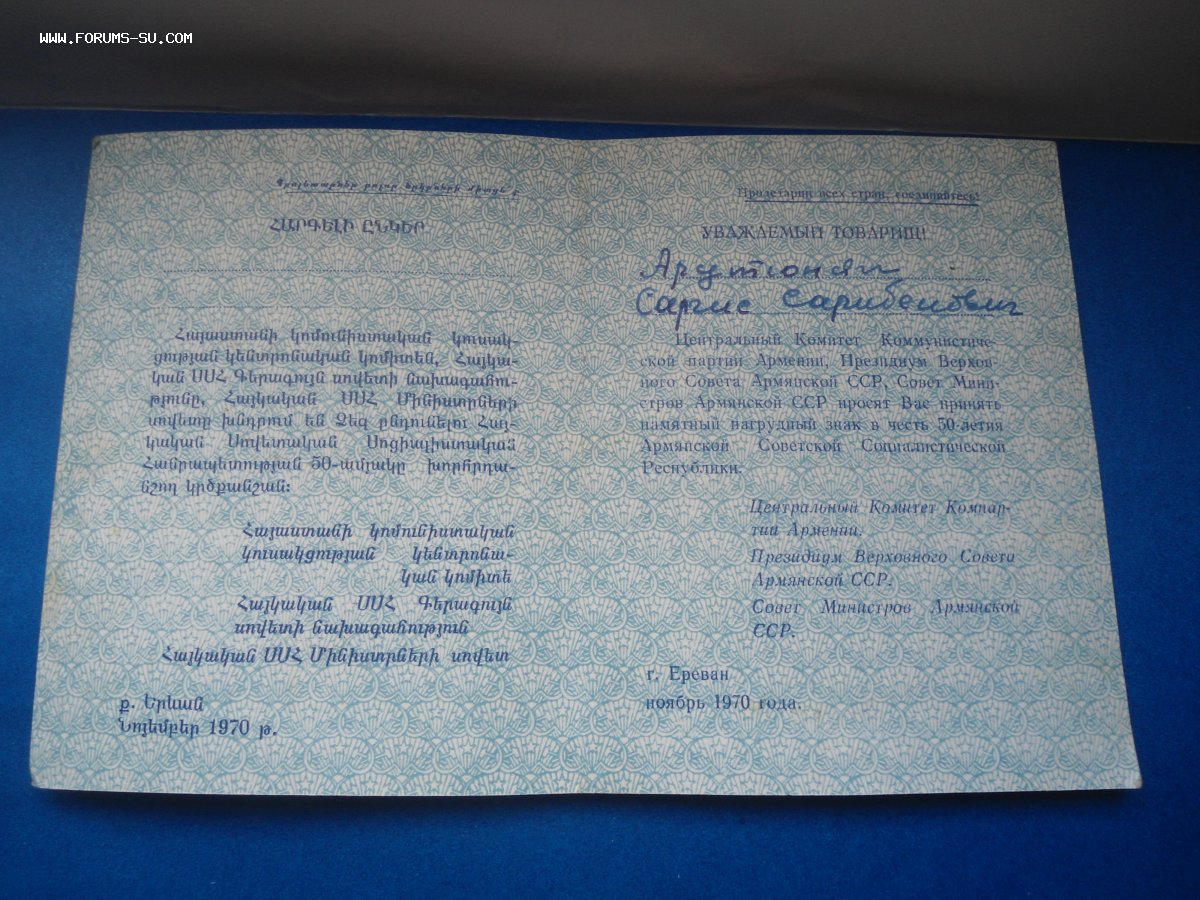 WWW.FORUMS-SU.COM
Պրոլետարներ բոլոր երկրների, միացե՛ք
ՀԱՐԳԵԼԻ ԸՆԿԵՐ
Հայաստանի կոմունիստական կուսակ-
ցության կենտրոնական կոմիտեն, Հայկա-
կան ՍՍՀ Գերագույն սովետի նախագահու-
թյունը, Հայկական ՍՍՀ Մինիստրների
սովետը խնդրում են Ձեզ ընդունելու Հայ-
կական Սովետական Սոցիալիստական
Հանրապետության 50-ամյակը խորհրդա-
նշող կրծքանշան։
Հայաստանի կոմունիստական
կուսակցության կենտրոնա-
կան կոմիտե
Հայկական ՍՍՀ Գերագույն
սովետի նախագահություն
Հայկական ՍՍՀ Մինիստրների սովետ
ք. Երևան
Նոյեմբեր 1970 թ.
Пролетарии всех стран, соединяйтесь!
УВАЖАЕМЫЙ ТОВАРИЩ!
Арутюнян
Саргис Сарибекович
Центральный Комитет Коммунистиче-
ской партии Армении, Президиум Верхов-
ного Совета Армянской ССР, Совет Мини-
стров Армянской ССР просят Вас принять
памятный нагрудный знак в честь 50-летия
Армянской Советской Социалистической
Республики.
Центральный Комитет Компар-
тии Армении.
Президиум Верховного Совета
Армянской ССР.
Совет Министров Армянской
ССР.
г. Ереван
ноябрь 1970 года.